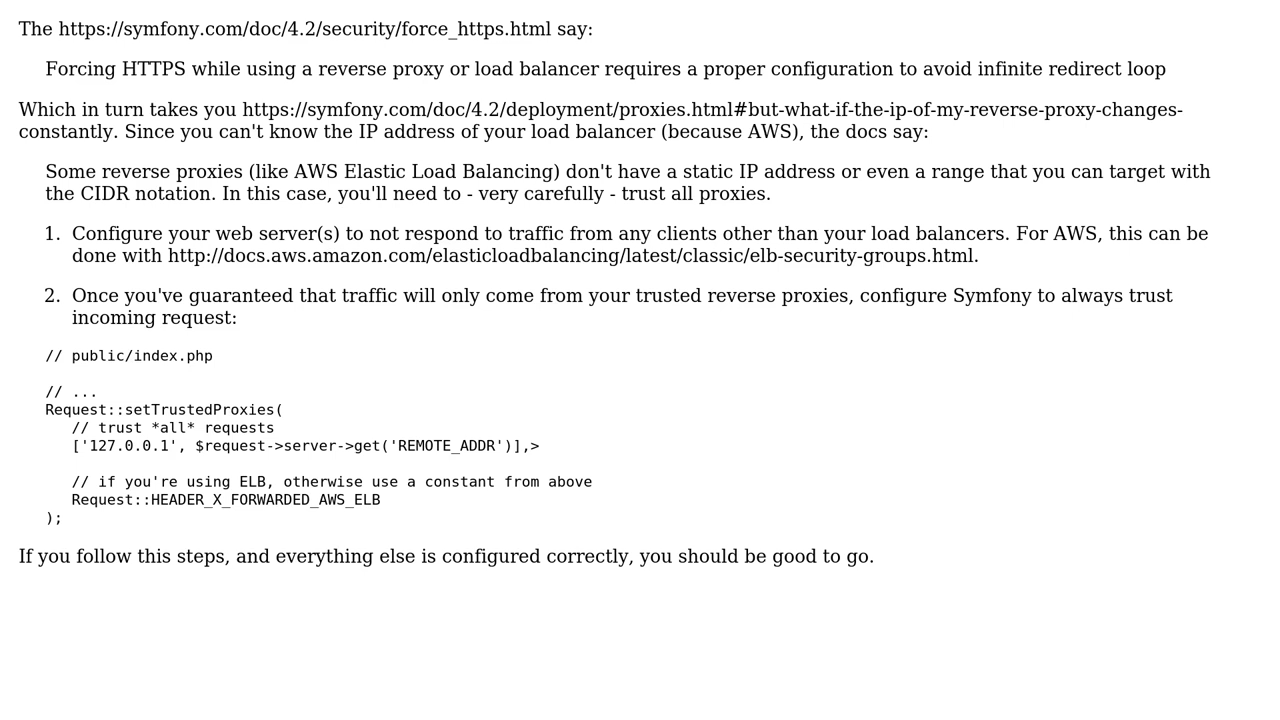 The https://symfony.com/doc/4.2/security/force_https.html say:
Forcing HTTPS while using a reverse proxy or load balancer requires a proper configuration to avoid infinite redirect loop
Which in turn takes you https://symfony.com/doc/4.2/deployment/proxies.html#but-what-if-the-ip-of-my-reverse-proxy-changes-
constantly. Since you can't know the IP address of your load balancer (because AWS), the docs say:
Some reverse proxies (like AWS Elastic Load Balancing) don't have a static IP address or even a range that you can target with
the CIDR notation. In this case, you'll need to - very carefully - trust all proxies.
1. Configure your web server(s) to not respond to traffic from any clients other than your load balancers. For AWS, this can be
done with http://docs.aws.amazon.com/elasticloadbalancing/latest/classic/elb-security-groups.html.
2. Once you've guaranteed that traffic will only come from your trusted reverse proxies, configure Symfony to always trust
incoming request:
// public/index.php
// ...
Request::setTrustedProxies(
// trust *all* requests
['127.0.0.1', $request->server->get('REMOTE_ADDR')],>
// if you're using ELB, otherwise use a constant from above
Request::HEADER_X_FORWARDED_AWS_ELB
);
If you follow this steps, and everything else is configured correctly, you should be good to go.